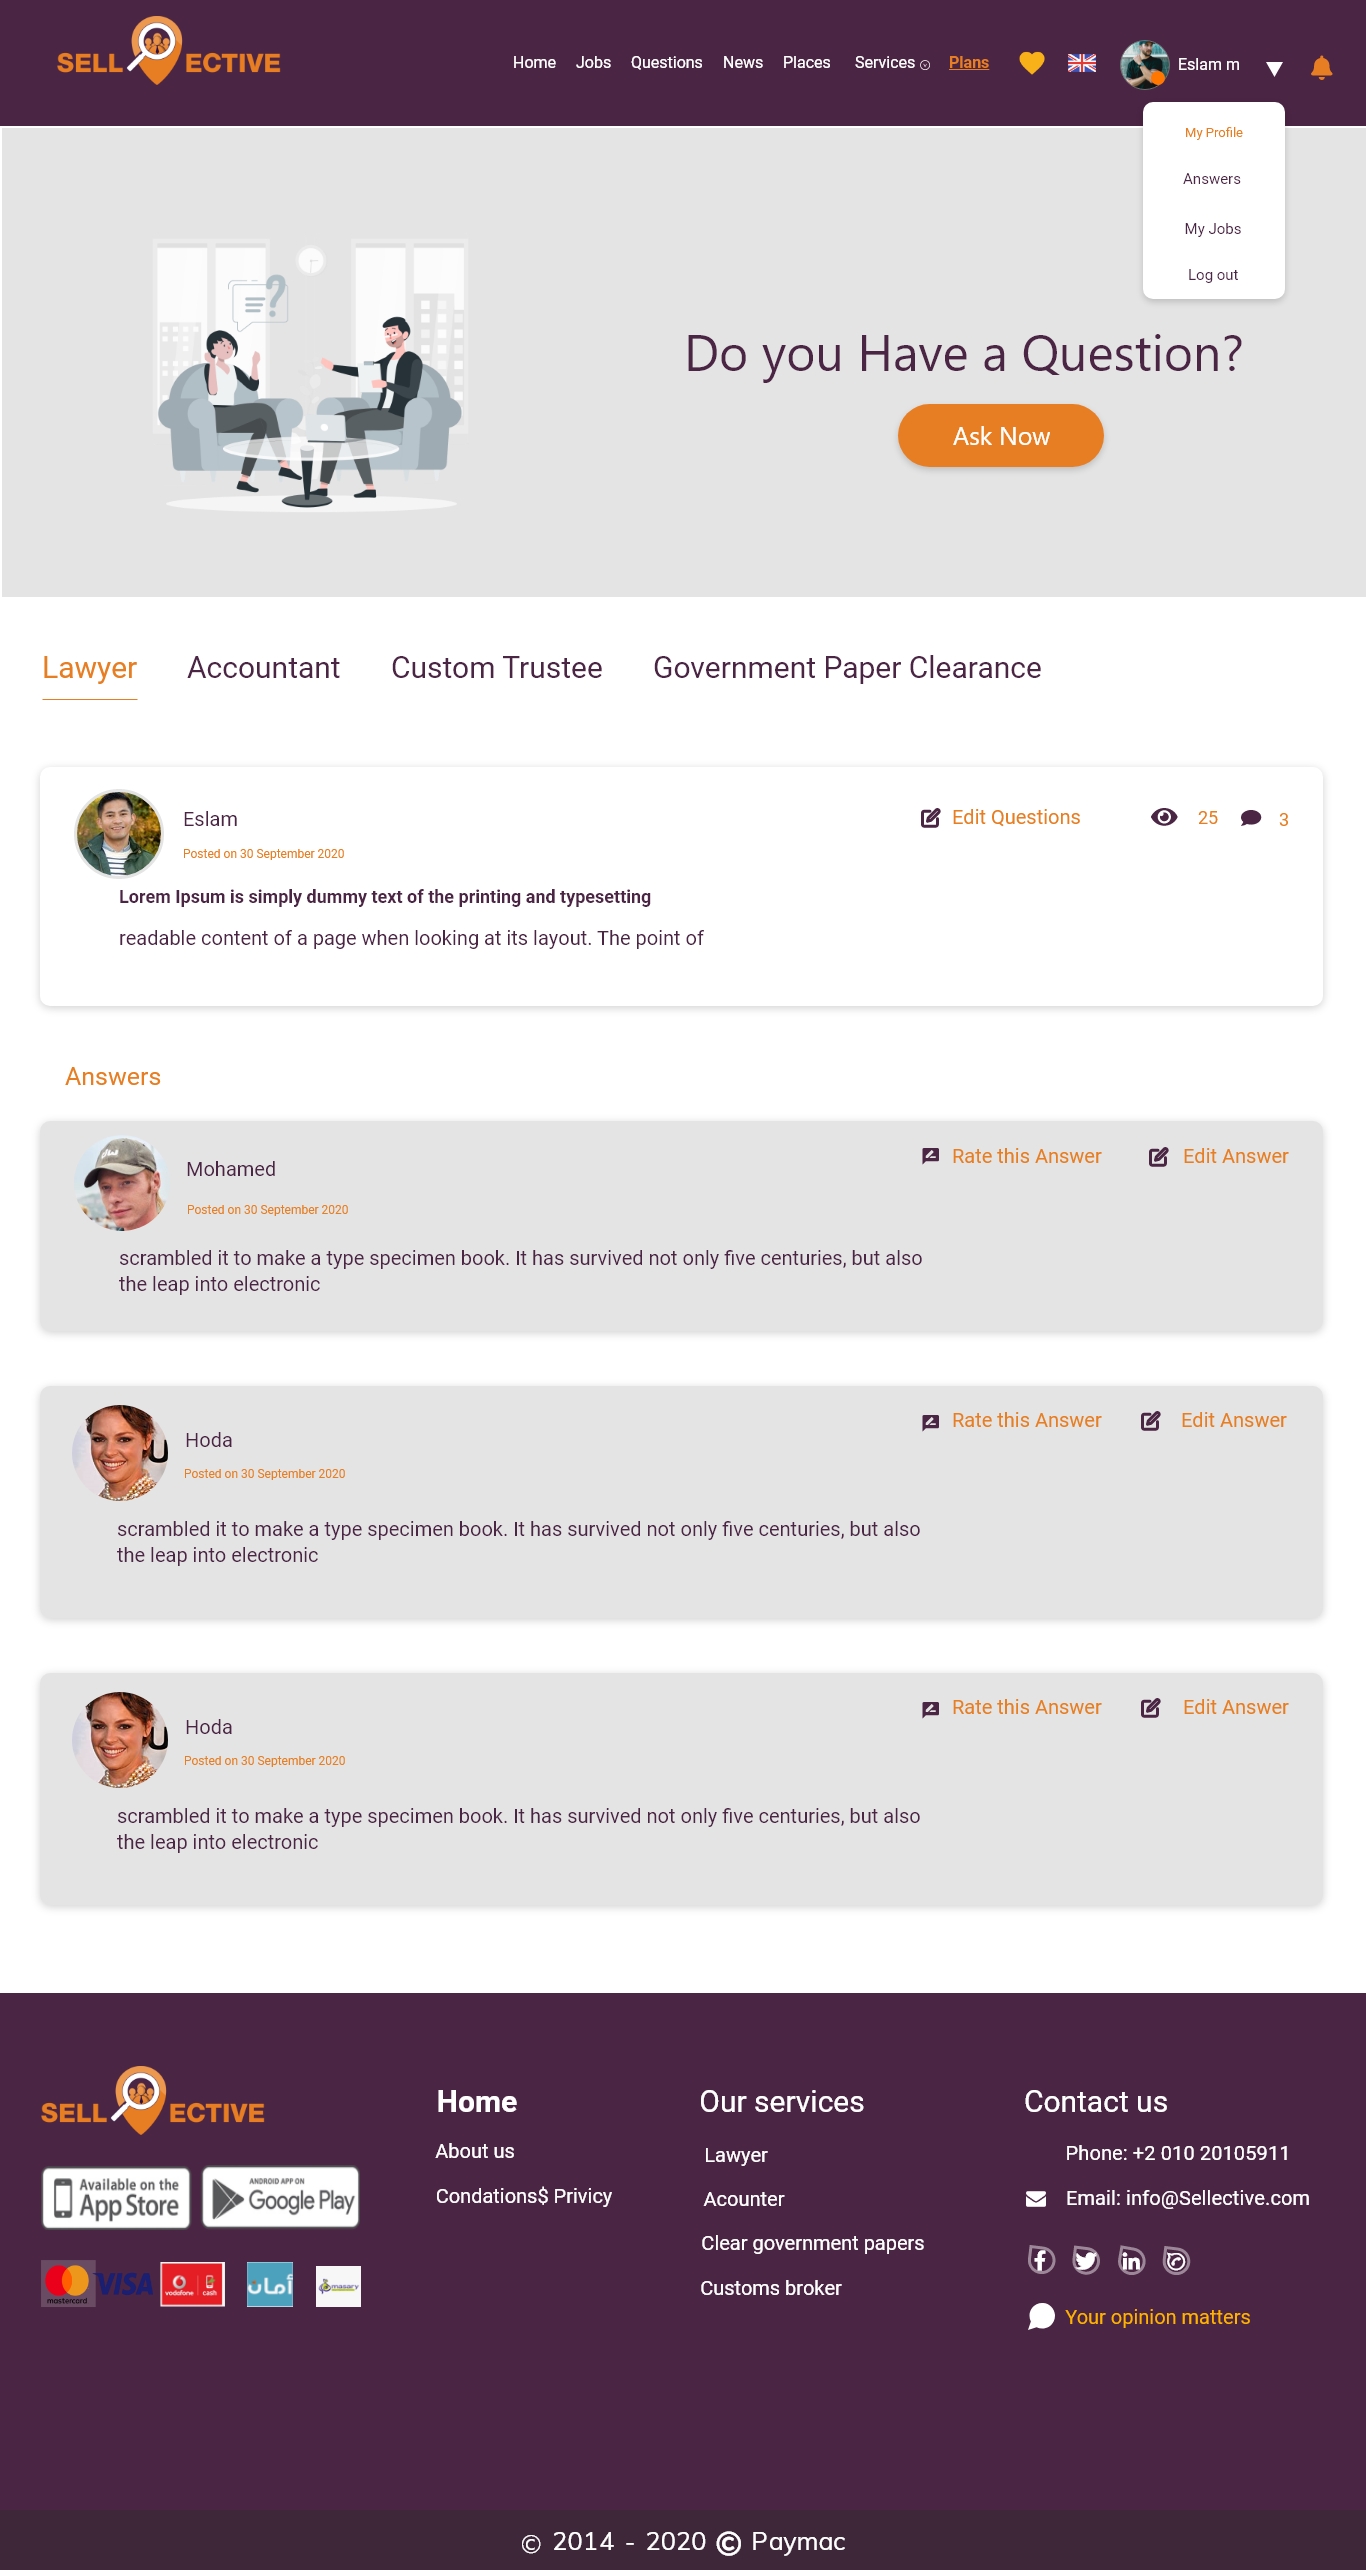 SELL ECTIVE
Home Jobs Questions News Places Services Plans
Eslam m
My Profile
Answers
My Jobs
Log out
Do you Have a Question?
Ask Now
Lawyer Accountant Custom Trustee Government Paper Clearance
Eslam
Posted on 30 September 2020
Edit Questions 25 3
Lorem Ipsum is simply dummy text of the printing and typesetting
readable content of a page when looking at its layout. The point of
Answers
Mohamed
Posted on 30 September 2020
Rate this Answer Edit Answer
scrambled it to make a type specimen book. It has survived not only five centuries, but also
the leap into electronic
Hoda
Posted on 30 September 2020
Rate this Answer Edit Answer
scrambled it to make a type specimen book. It has survived not only five centuries, but also
the leap into electronic
Hoda
Posted on 30 September 2020
Rate this Answer Edit Answer
scrambled it to make a type specimen book. It has survived not only five centuries, but also
the leap into electronic
SELL ECTIVE
Available on the
App Store
ANDROID APP ON
Google Play
mastercard
VISA
vodafone cash
أمان
masary
Home
About us
Condations$ Privicy
Our services
Lawyer
Acounter
Clear government papers
Customs broker
Contact us
Phone: +2 010 20105911
Email: info@Sellective.com
Your opinion matters
© 2014 - 2020 © Paymac